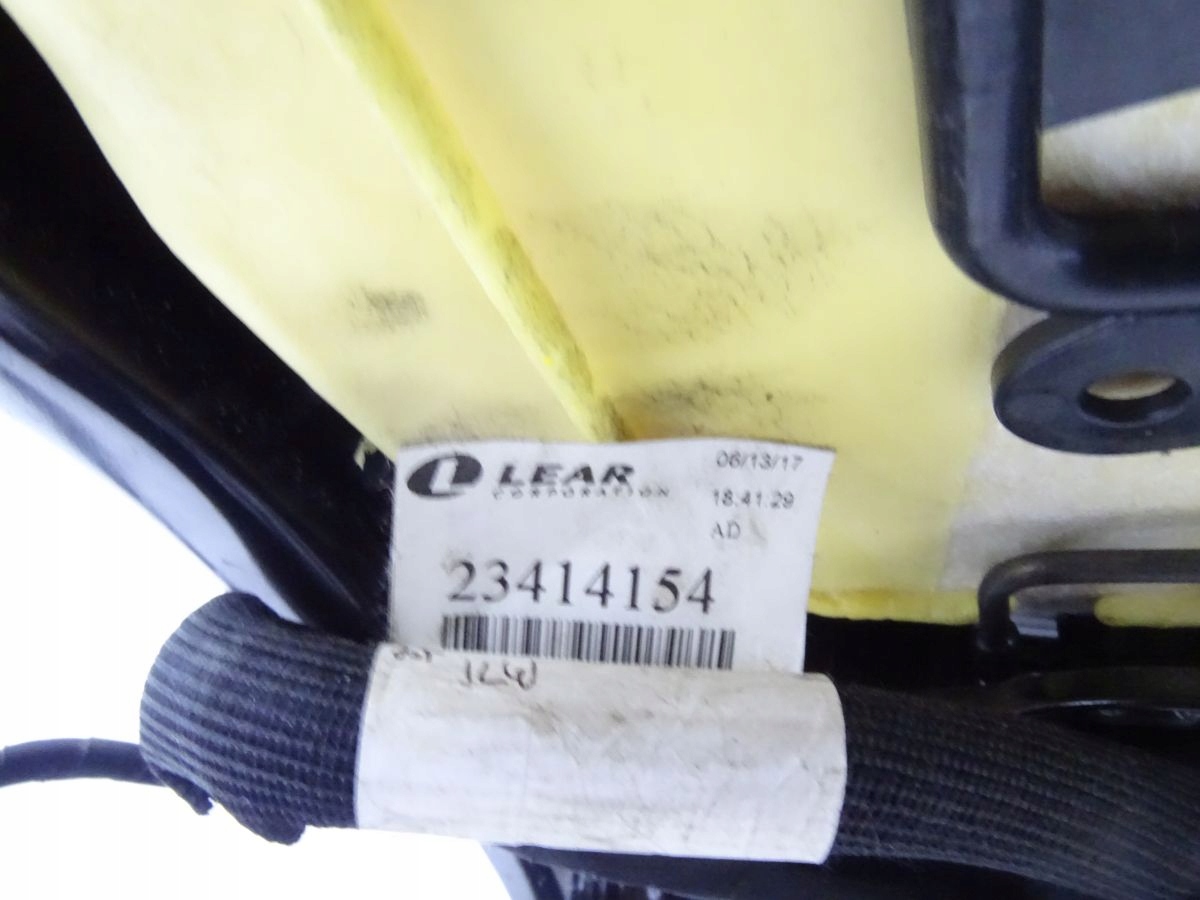 LEAR
CORPORATION
06/13/17
18.41.29
AD
23414154